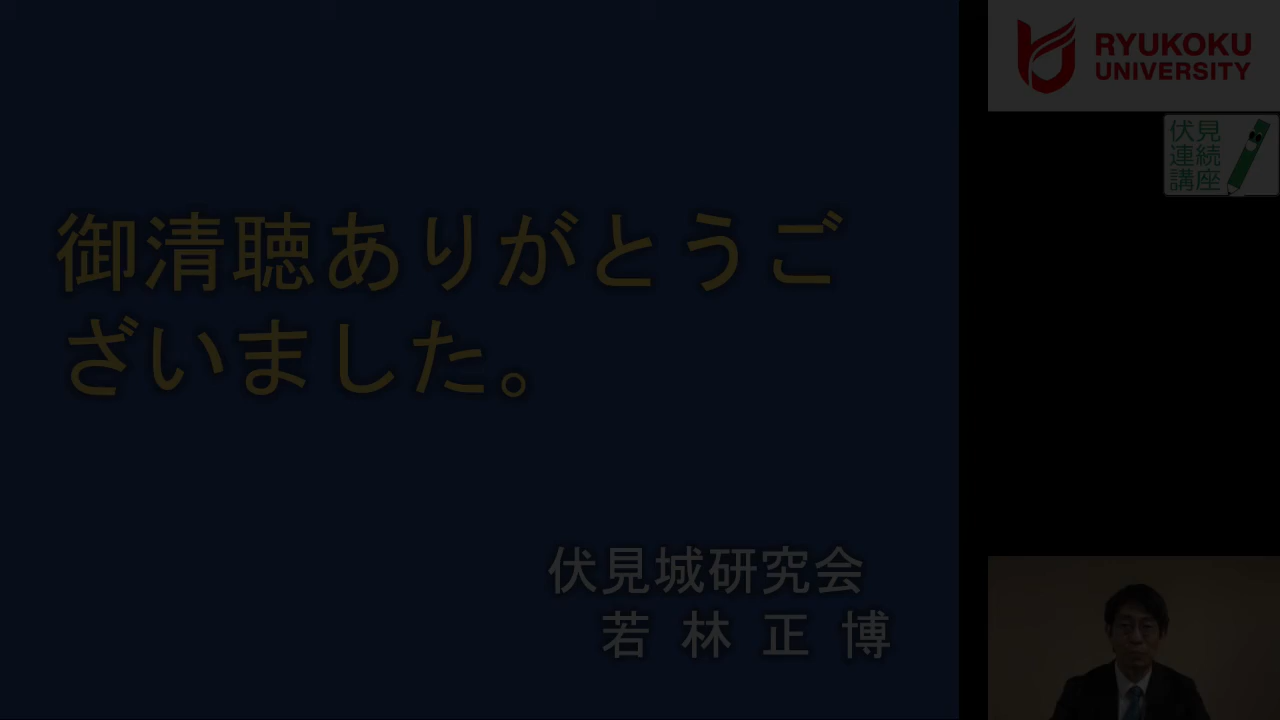 御清聴ありがとうご
ざいました。
伏見城研究会
若林正博
RYUKOKU
UNIVERSITY
伏見
連続
講座